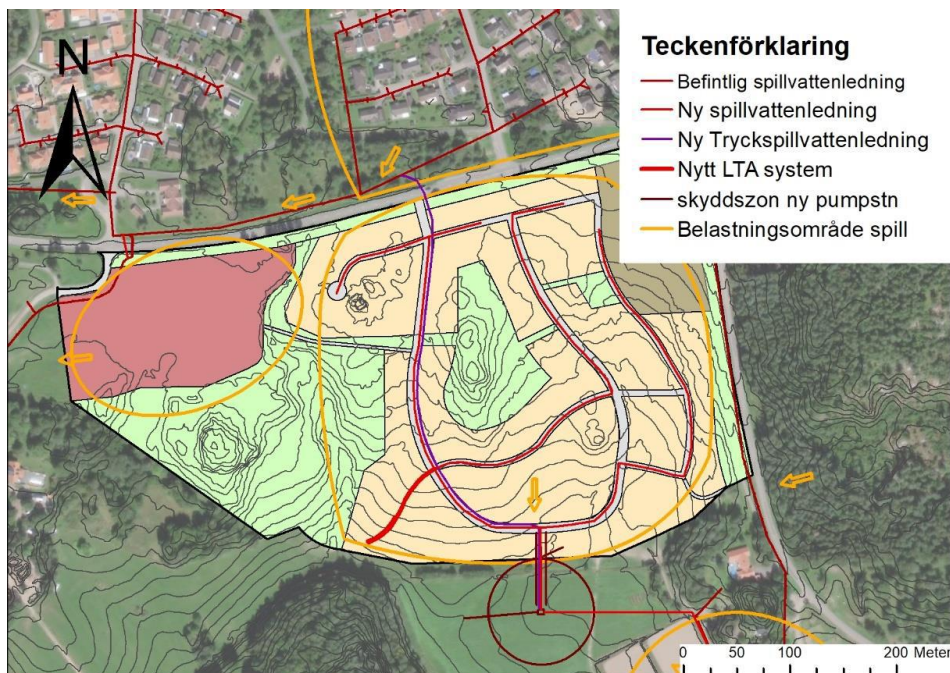 N
Teckenförklaring
Befintlig spillvattenledning
Ny spillvattenledning
Ny Tryckspillvattenledning
Nytt LTA system
skyddszon ny pumpstn
Belastningsområde spill
0 50 100 200 Meter